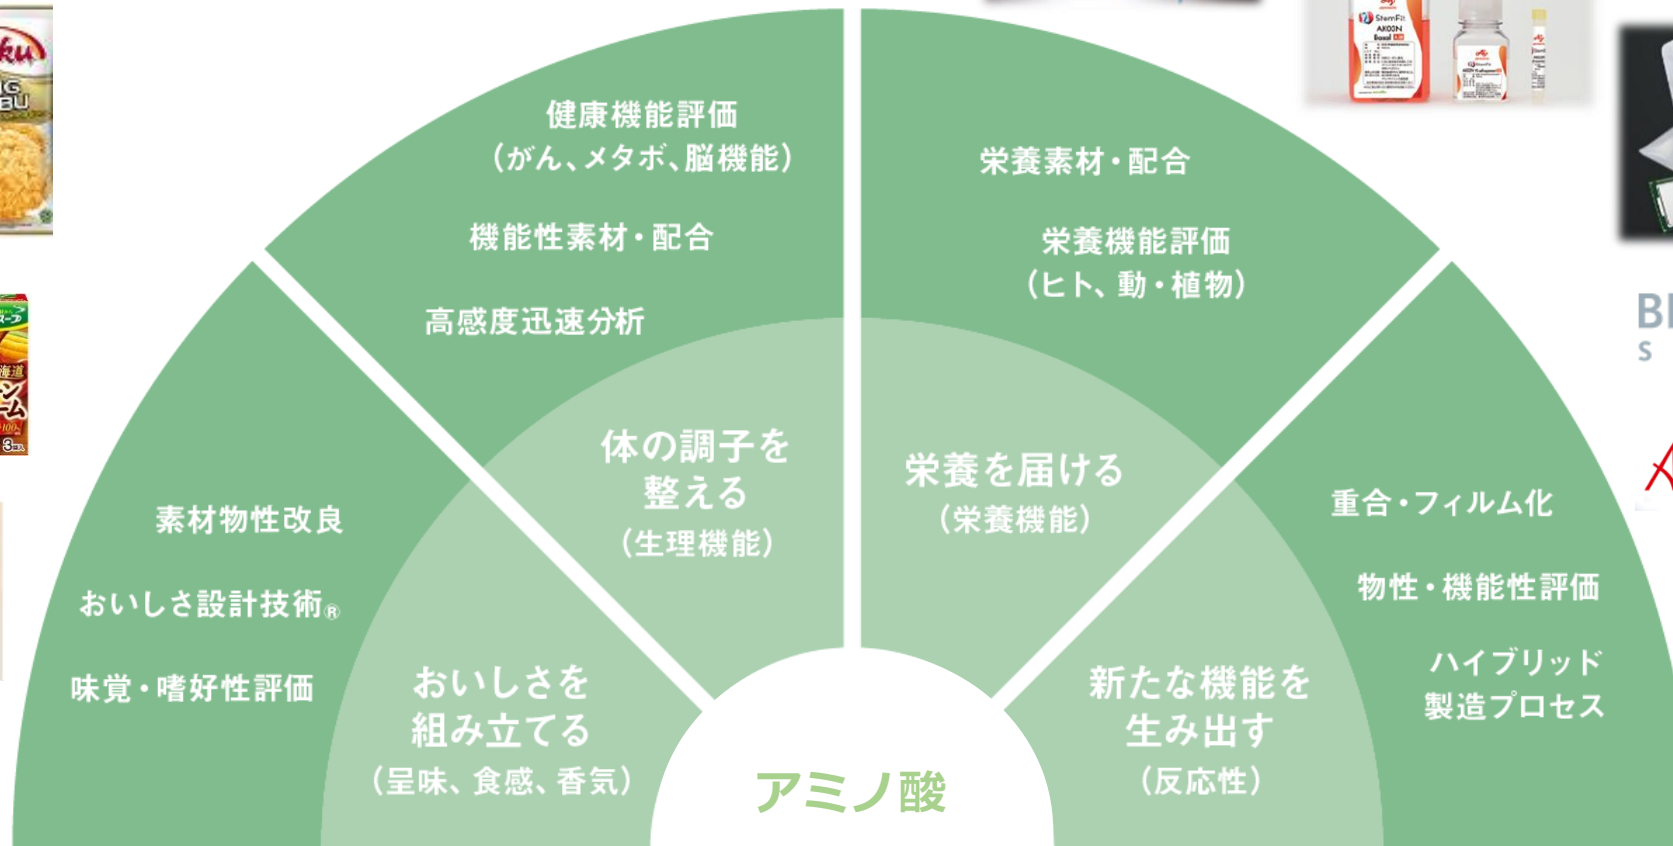 健康機能評価
（がん、メタボ、脳機能）
機能性素材・配合
高感度迅速分析
体の調子を
整える
（生理機能）
栄養素材・配合
栄養機能評価
（ヒト、動・植物）
栄養を届ける
（栄養機能）
素材物性改良
おいしさ設計技術®
味覚・嗜好性評価
おいしさを
組み立てる
（呈味、食感、香気）
重合・フィルム化
物性・機能性評価
ハイブリッド
製造プロセス
新たな機能を
生み出す
（反応性）
アミノ酸
StemFit
AK03N
ku
BU
3
S